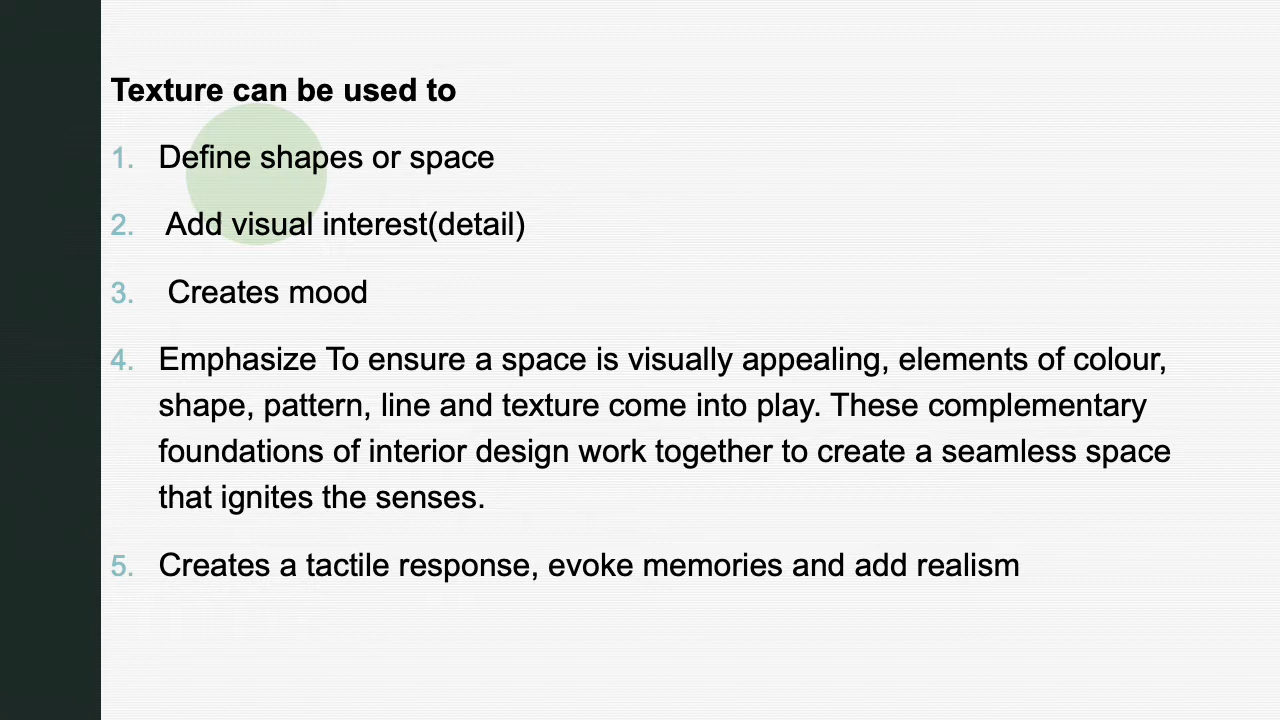 Texture can be used to
1. Define shapes or space
2. Add visual interest(detail)
3. Creates mood
4. Emphasize To ensure a space is visually appealing, elements of colour,
shape, pattern, line and texture come into play. These complementary
foundations of interior design work together to create a seamless space
that ignites the senses.
5. Creates a tactile response, evoke memories and add realism